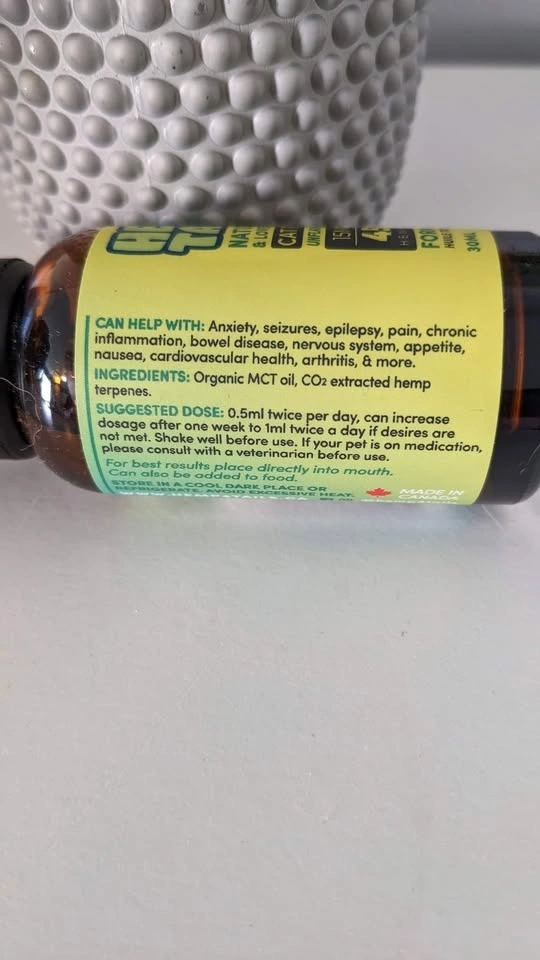 CAN HELP WITH: Anxiety, seizures, epilepsy, pain, chronic
inflammation, bowel disease, nervous system, appetite,
nausea, cardiovascular health, arthritis, & more.
INGREDIENTS: Organic MCT oil, CO2 extracted hemp
terpenes.
SUGGESTED DOSE: 0.5ml twice per day, can increase
dosage after one week to 1ml twice a day if desires are
not met. Shake well before use. If your pet is on medication,
please consult with a veterinarian before use.
For best results place directly into mouth.
Can also be added to food.
STORE IN A COOL DARK PLACE OR
REFRIGERATE. AVOID EXCESSIVE HEAT.
MADE IN
CANADA
30ML